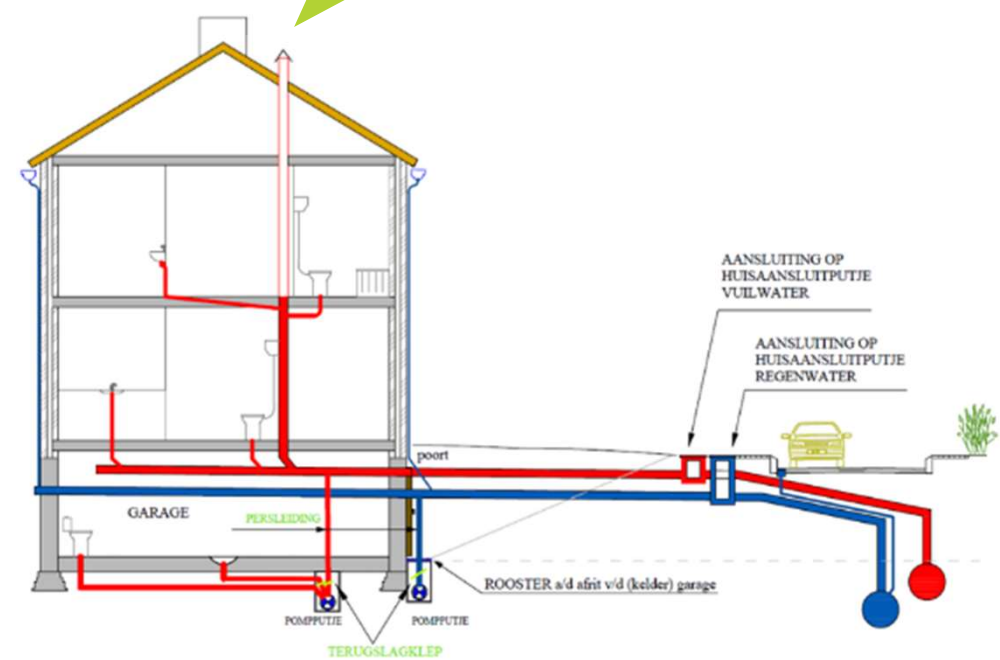 AANSLUITING OP
HUISAANSLUITPUTJE
VUILWATER
AANSLUITING OP
HUISAANSLUITPUTJE
REGENWATER
poort
GARAGE
PERSLEIDING
ROOSTER a/d afrit v/d (kelder) garage
POMPPUTJE
POMPPUTJE
TERUGSLAGKLEP